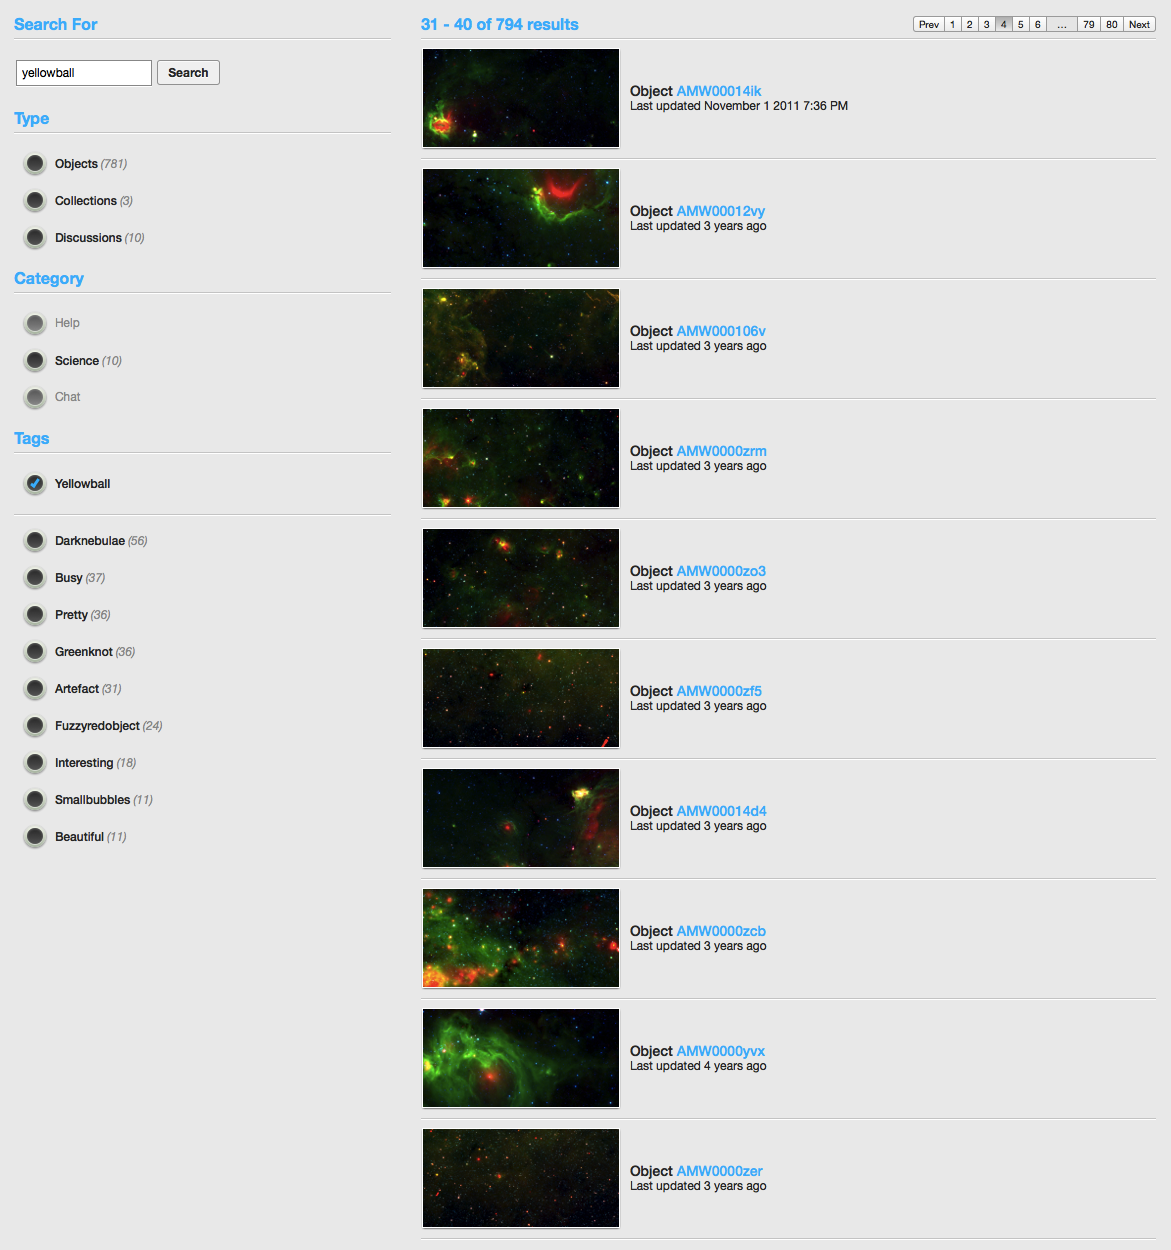 Search For
yellowball
Search
Type
Objects (781)
Collections (3)
Discussions (10)
Category
Help
Science (10)
Chat
Tags
Yellowball
Darknebulae (56)
Busy (37)
Pretty (36)
Greenknot (36)
Artefact (31)
Fuzzyredobject (24)
Interesting (18)
Smallbubbles (11)
Beautiful (11)
31 - 40 of 794 results
Prev 1 2 3 4 5 6 ... 79 80 Next
Object AMW00014ik
Last updated November 1 2011 7:36 PM
Object AMW00012vy
Last updated 3 years ago
Object AMW000106v
Last updated 3 years ago
Object AMW0000zrm
Last updated 3 years ago
Object AMW0000zo3
Last updated 3 years ago
Object AMW0000zf5
Last updated 3 years ago
Object AMW00014d4
Last updated 3 years ago
Object AMW0000zcb
Last updated 3 years ago
Object AMW0000yvx
Last updated 4 years ago
Object AMW0000zer
Last updated 3 years ago